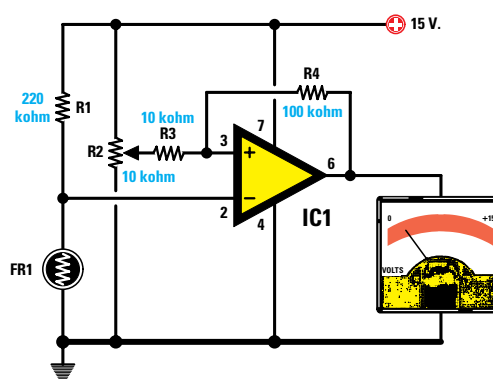 15 V.
R4
100 kohm
220
kohm
R1
10 kohm
R3
R2
10 kohm
3
7
+
6
−
2
4
IC1
0
+15
VOLTS
FR1